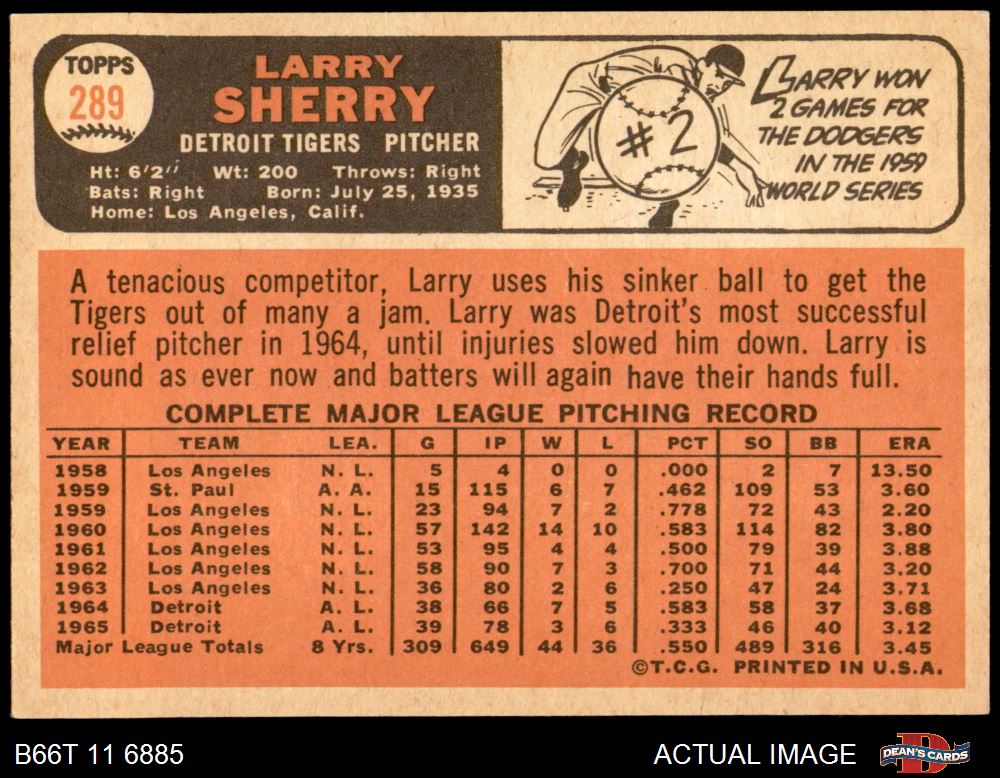 TOPPS
289
LARRY
SHERRY
DETROIT TIGERS PITCHER
Ht: 6'2" Wt: 200 Throws: Right
Bats: Right Born: July 25, 1935
Home: Los Angeles, Calif.
#2
LARRY WON
2 GAMES FOR
THE DODGERS
IN THE 1959
WORLD SERIES
A tenacious competitor, Larry uses his sinker ball to get the
Tigers out of many a jam. Larry was Detroit's most successful
relief pitcher in 1964, until injuries slowed him down. Larry is
sound as ever now and batters will again have their hands full.
COMPLETE MAJOR LEAGUE PITCHING RECORD
YEAR TEAM LEA. G IP W L PCT SO BB ERA
1958 Los Angeles N. L. 5 4 0 0 .000 2 7 13.50
1959 St. Paul A. A. 15 115 6 7 .462 109 53 3.60
1959 Los Angeles N. L. 23 94 7 2 .778 72 43 2.20
1960 Los Angeles N. L. 57 142 14 10 .583 114 82 3.80
1961 Los Angeles N. L. 53 95 4 4 .500 79 39 3.88
1962 Los Angeles N. L. 58 90 7 3 .700 71 44 3.20
1963 Los Angeles N. L. 36 80 2 6 .250 47 24 3.71
1964 Detroit A. L. 38 66 7 5 .583 58 37 3.68
1965 Detroit A. L. 39 78 3 6 .333 46 40 3.12
Major League Totals 8 Yrs. 309 649 44 36 .550 489 316 3.45
©T.C.G. PRINTED IN U.S.A.
B66T 11 6885
ACTUAL IMAGE
DEAN'S CARDS